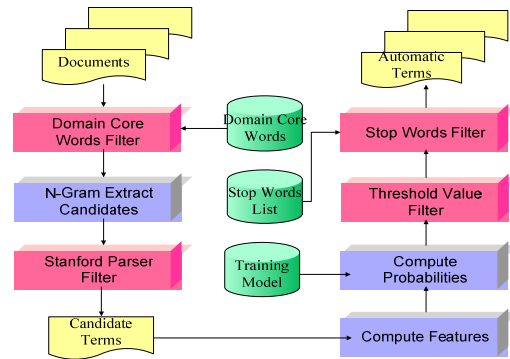 Documents
Domain Core
Words Filter
N-Gram Extract
Candidates
Stanford Parser
Filter
Candidate
Terms
Domain Core
Words
Stop Words
List
Training
Model
Automatic
Terms
Stop Words Filter
Threshold Value
Filter
Compute
Probabilities
Compute Features